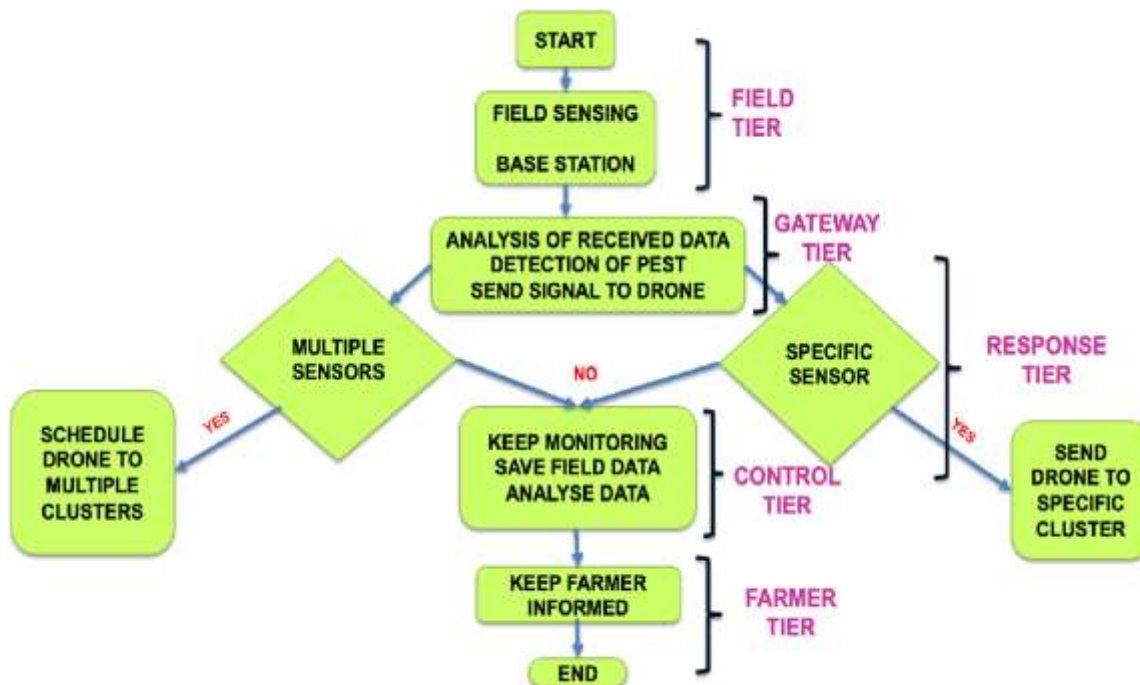 START
FIELD SENSING
BASE STATION
FIELD
TIER
ANALYSIS OF RECEIVED DATA
DETECTION OF PEST
SEND SIGNAL TO DRONE
GATEWAY
TIER
MULTIPLE
SENSORS
NO
SPECIFIC
SENSOR
RESPONSE
TIER
YES
SCHEDULE
DRONE TO
MULTIPLE
CLUSTERS
KEEP MONITORING
SAVE FIELD DATA
ANALYSE DATA
CONTROL
TIER
YES
SEND
DRONE TO
SPECIFIC
CLUSTER
KEEP FARMER
INFORMED
FARMER
TIER
END